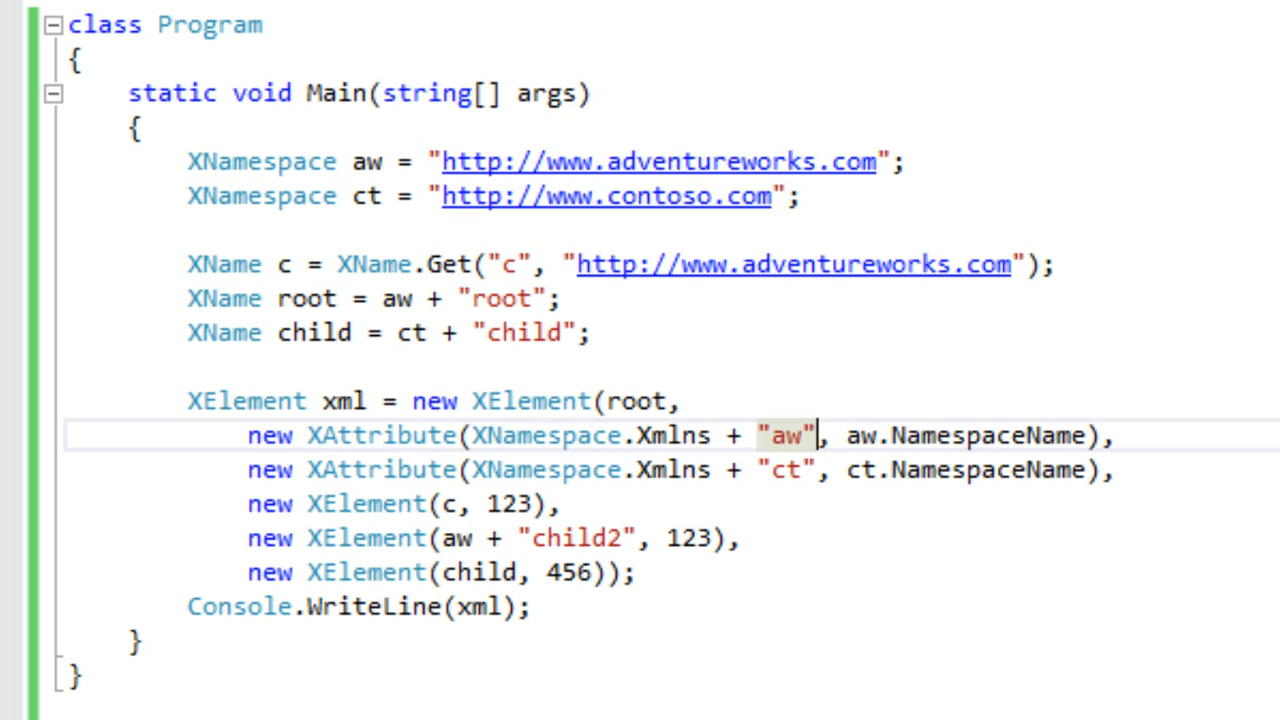 class Program
{
static void Main(string[] args)
{
XNamespace aw = "http://www.adventureworks.com";
XNamespace ct = "http://www.contoso.com";
XName c = XName.Get("c", "http://www.adventureworks.com");
XName root = aw + "root";
XName child = ct + "child";
XElement xml = new XElement(root,
new XAttribute(XNamespace.Xmlns + "aw", aw.NamespaceName),
new XAttribute(XNamespace.Xmlns + "ct", ct.NamespaceName),
new XElement(c, 123),
new XElement(aw + "child2", 123),
new XElement(child, 456));
Console.WriteLine(xml);
}
}